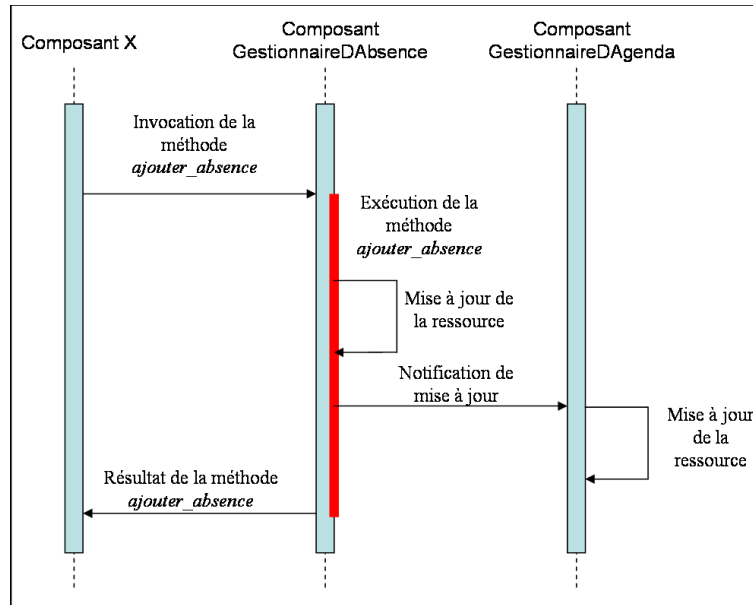 Composant X
Composant
GestionnaireDAbsence
Composant
GestionnaireDAgenda
Invocation de la
méthode
ajouter_absence
Exécution de la
méthode
ajouter_absence
Mise à jour de
la ressource
Notification de
mise à jour
Mise à jour
de la
ressource
Résultat de la méthode
ajouter_absence